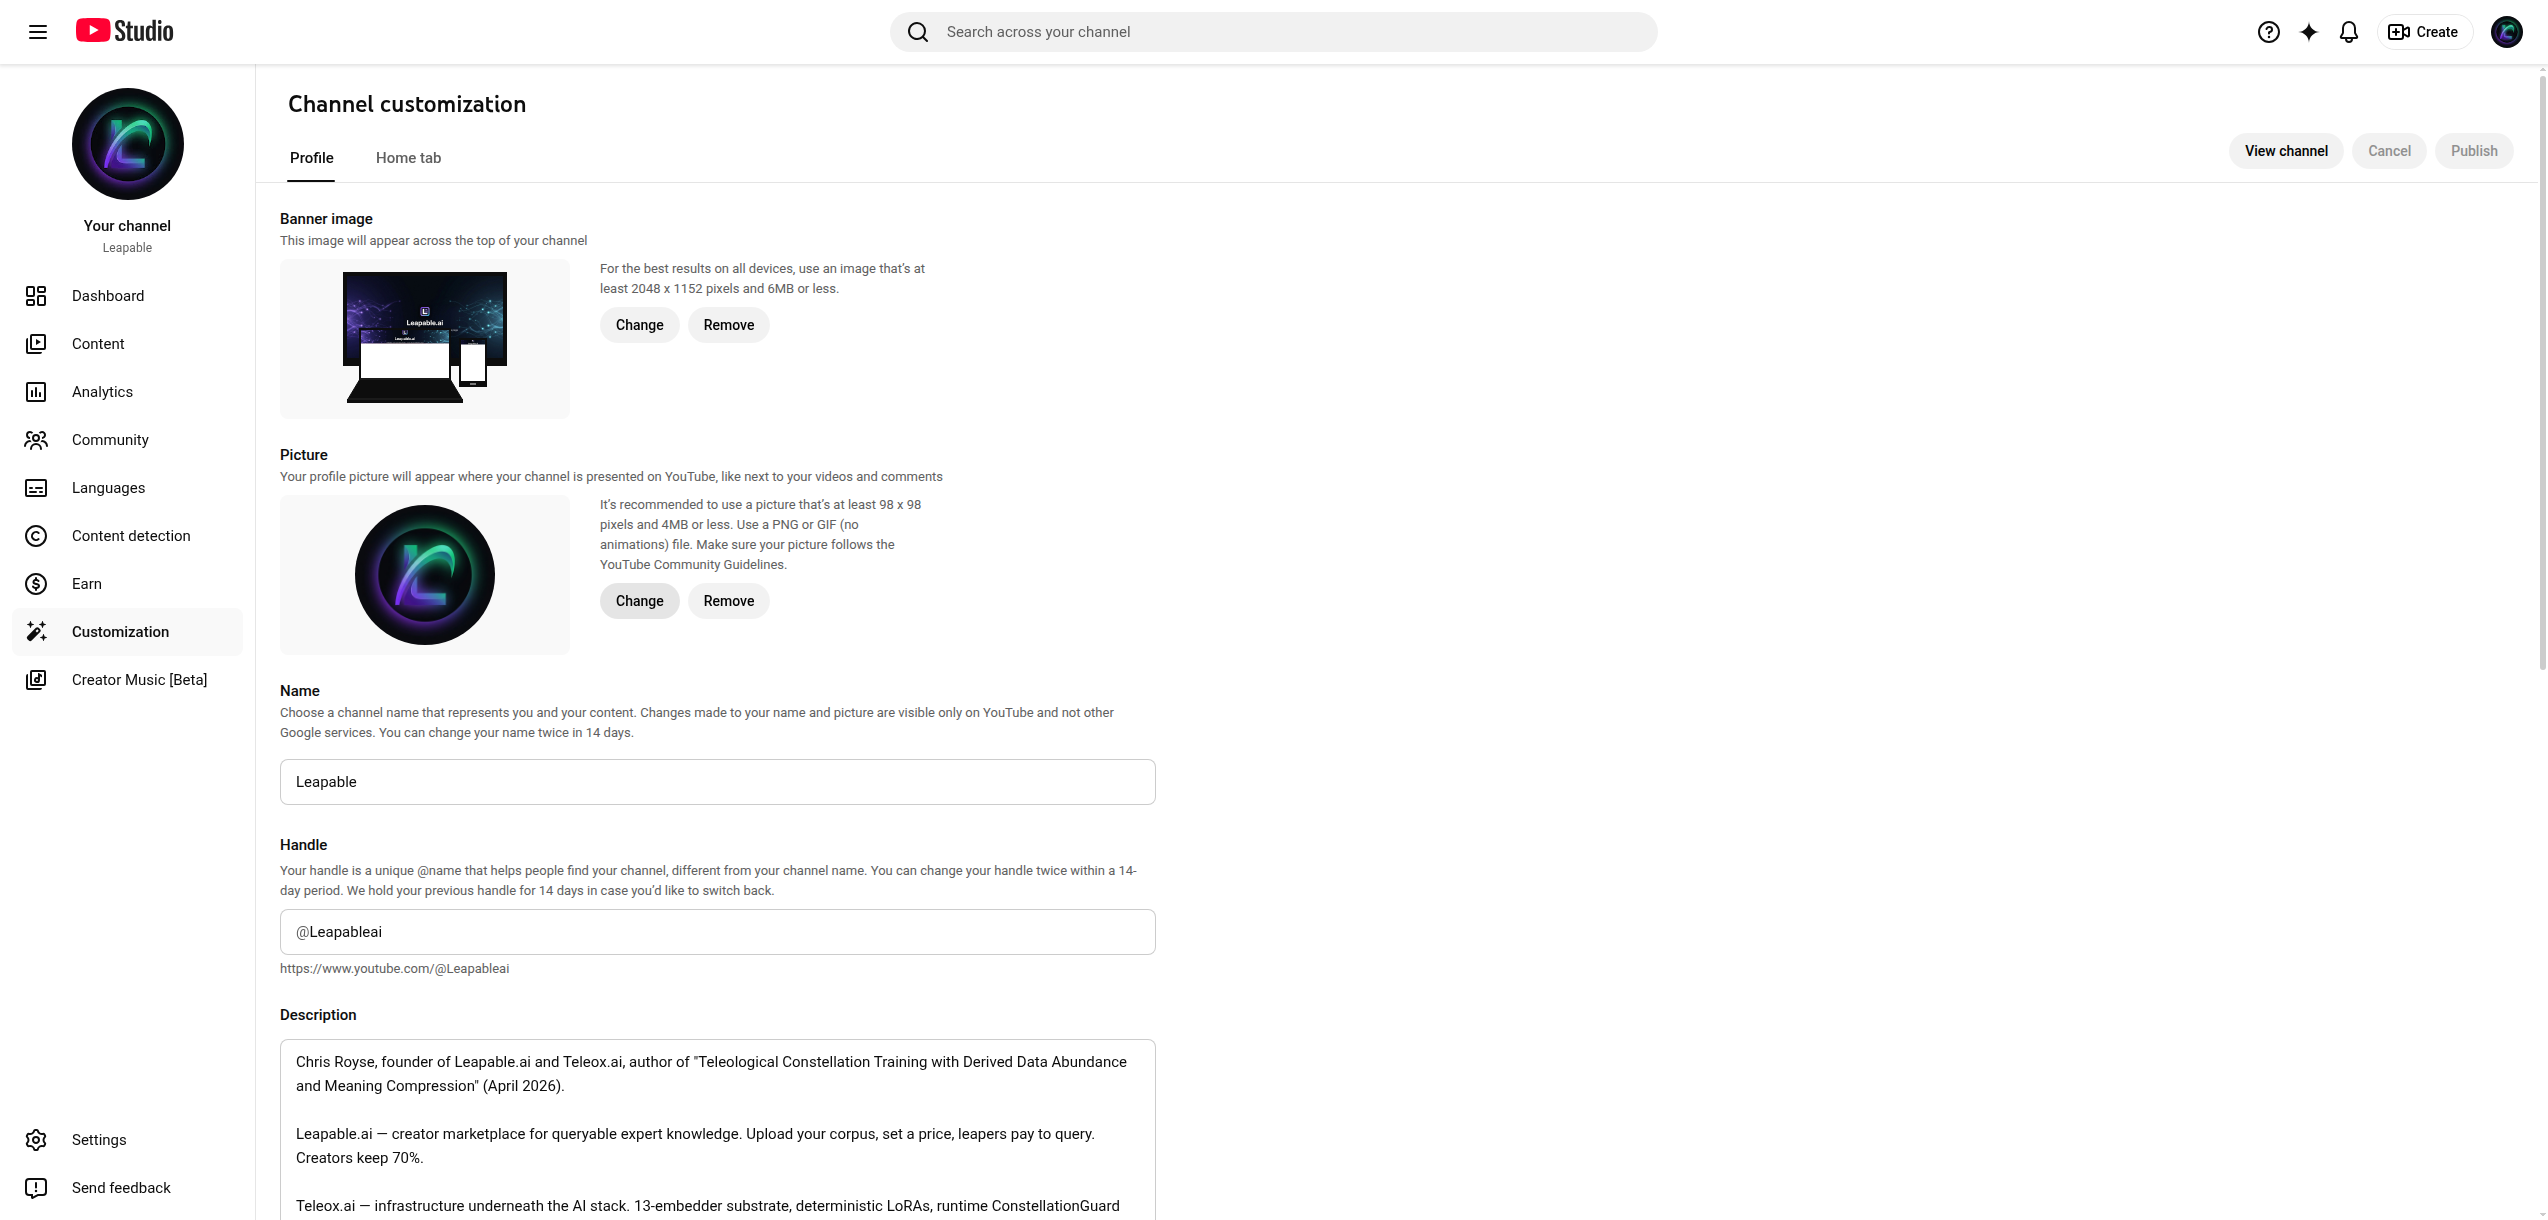 Studio
Search across your channel
Create
Your channel
Leapable
Dashboard
Content
Analytics
Community
Languages
Content detection
Earn
Customization
Creator Music [Beta]
Settings
Send feedback
Channel customization
Profile
Home tab
View channel
Cancel
Publish
Banner image
This image will appear across the top of your channel
Leapable.ai
Leapable.ai
For the best results on all devices, use an image that's at
least 2048 x 1152 pixels and 6MB or less.
Change
Remove
Picture
Your profile picture will appear where your channel is presented on YouTube, like next to your videos and comments
It's recommended to use a picture that's at least 98 x 98
pixels and 4MB or less. Use a PNG or GIF (no
animations) file. Make sure your picture follows the
YouTube Community Guidelines.
Change
Remove
Name
Choose a channel name that represents you and your content. Changes made to your name and picture are visible only on YouTube and not other
Google services. You can change your name twice in 14 days.
Leapable
Handle
Your handle is a unique @name that helps people find your channel, different from your channel name. You can change your handle twice within a 14-
day period. We hold your previous handle for 14 days in case you'd like to switch back.
@Leapableai
https://www.youtube.com/@Leapableai
Description
Chris Royse, founder of Leapable.ai and Teleox.ai, author of "Teleological Constellation Training with Derived Data Abundance
and Meaning Compression" (April 2026).
Leapable.ai — creator marketplace for queryable expert knowledge. Upload your corpus, set a price, leapers pay to query.
Creators keep 70%.
Teleox.ai — infrastructure underneath the AI stack. 13-embedder substrate, deterministic LoRAs, runtime ConstellationGuard